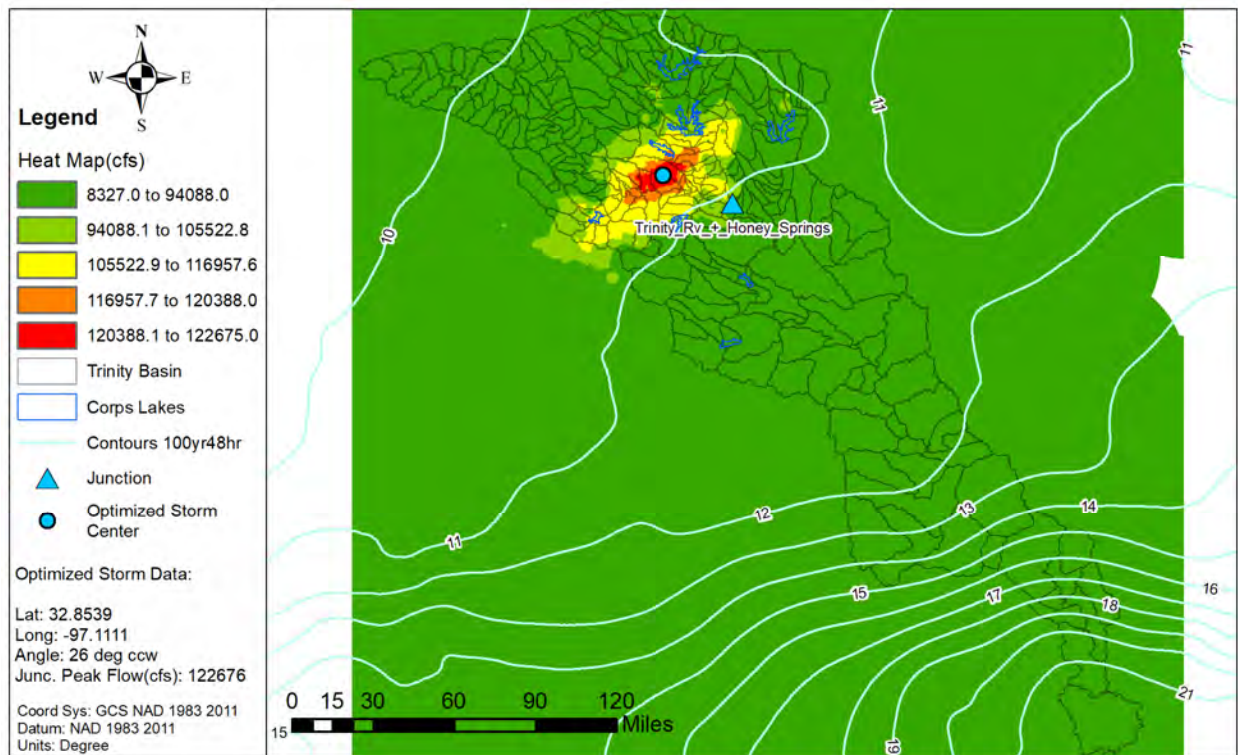 N
W E
S
Legend
Heat Map(cfs)
8327.0 to 94088.0
94088.1 to 105522.8
105522.9 to 116957.6
116957.7 to 120388.0
120388.1 to 122675.0
Trinity Basin
Corps Lakes
Contours 100yr48hr
Junction
Optimized Storm
Center
Optimized Storm Data:
Lat: 32.8539
Long: -97.1111
Angle: 26 deg ccw
Junc. Peak Flow(cfs): 122676
Coord Sys: GCS NAD 1983 2011
Datum: NAD 1983 2011
Units: Degree
11
11
10
Trinity_Rv_+_Honey_Springs
12
13
14
11
15
17
16
18
21
19
15
0 15 30 60 90 120
Miles